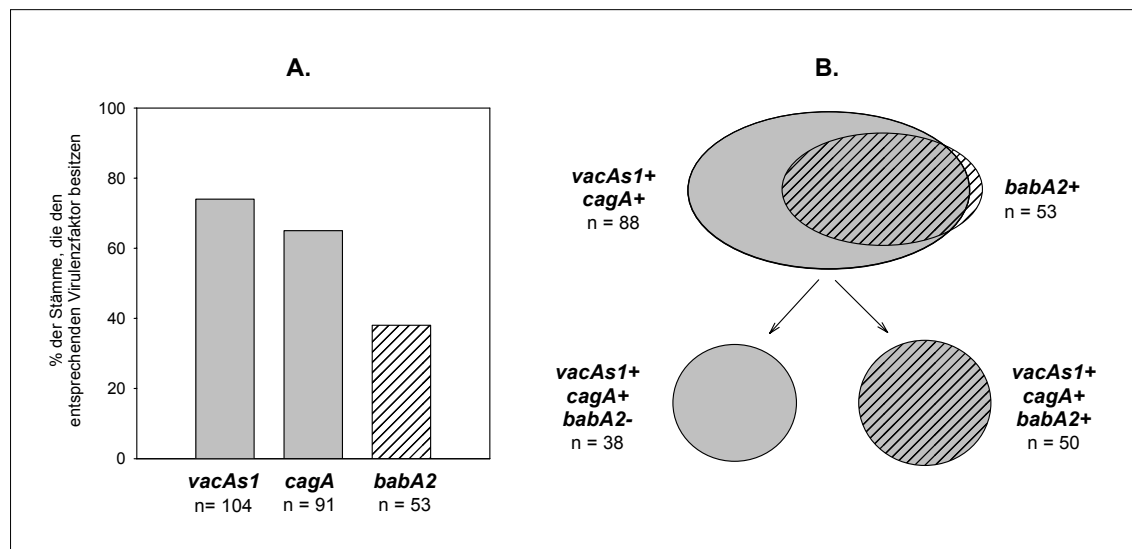 A.
% der Stämme, die den
entsprechenden Virulenzfaktor besitzen
100
80
60
40
20
0
vacAs1
n= 104
cagA
n = 91
babA2
n = 53
B.
vacAs1+
cagA+
n = 88
babA2+
n = 53
vacAs1+
cagA+
babA2-
n = 38
vacAs1+
cagA+
babA2+
n = 50